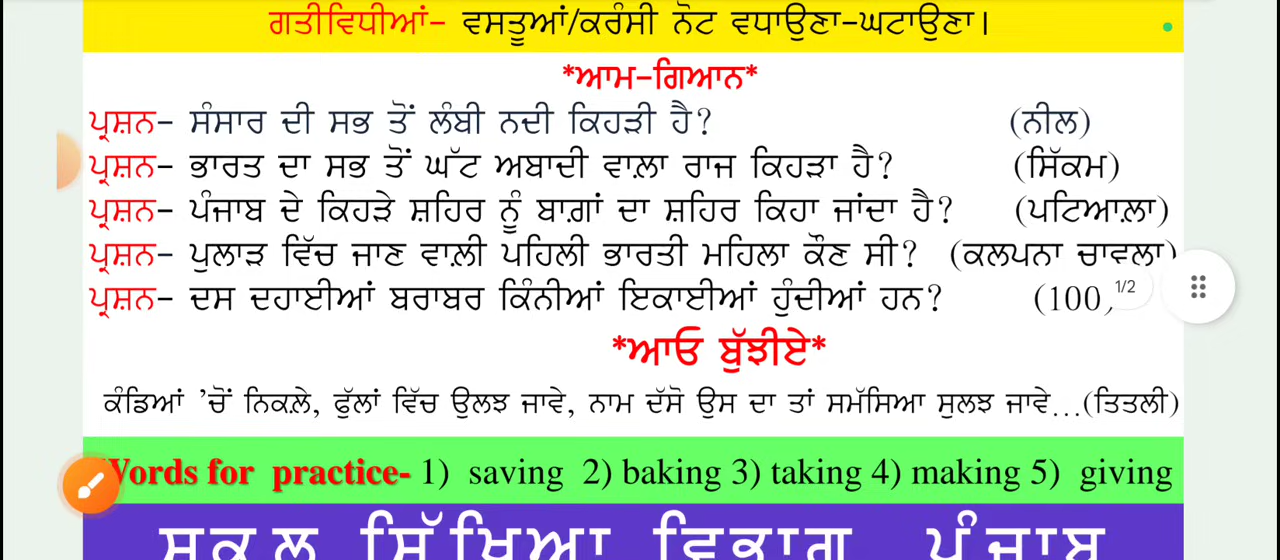 ਗਤੀਵਿਧੀਆਂ- ਵਸਤੂਆਂ/ਕਰੰਸੀ ਨੋਟ ਵਧਾਉਣਾ-ਘਟਾਉਣਾ।
*ਆਮ-ਗਿਆਨ*
ਪ੍ਰਸ਼ਨ- ਸੰਸਾਰ ਦੀ ਸਭ ਤੋਂ ਲੰਬੀ ਨਦੀ ਕਿਹੜੀ ਹੈ? (ਨੀਲ)
ਪ੍ਰਸ਼ਨ- ਭਾਰਤ ਦਾ ਸਭ ਤੋਂ ਘੱਟ ਅਬਾਦੀ ਵਾਲ਼ਾ ਰਾਜ ਕਿਹੜਾ ਹੈ? (ਸਿੱਕਮ)
ਪ੍ਰਸ਼ਨ- ਪੰਜਾਬ ਦੇ ਕਿਹੜੇ ਸ਼ਹਿਰ ਨੂੰ ਬਾਗ਼ਾਂ ਦਾ ਸ਼ਹਿਰ ਕਿਹਾ ਜਾਂਦਾ ਹੈ? (ਪਟਿਆਲ਼ਾ)
ਪ੍ਰਸ਼ਨ- ਪੁਲਾੜ ਵਿੱਚ ਜਾਣ ਵਾਲ਼ੀ ਪਹਿਲੀ ਭਾਰਤੀ ਮਹਿਲਾ ਕੌਣ ਸੀ? (ਕਲਪਨਾ ਚਾਵਲਾ)
ਪ੍ਰਸ਼ਨ- ਦਸ ਦਹਾਈਆਂ ਬਰਾਬਰ ਕਿੰਨੀਆਂ ਇਕਾਈਆਂ ਹੁੰਦੀਆਂ ਹਨ? (100)
1/2
*ਆਓ ਬੁੱਝੀਏ*
ਕੰਡਿਆਂ ’ਚੋਂ ਨਿਕਲ਼ੇ, ਫੁੱਲਾਂ ਵਿੱਚ ਉਲਝ ਜਾਵੇ, ਨਾਮ ਦੱਸੋ ਉਸ ਦਾ ਤਾਂ ਸਮੱਸਿਆ ਸੁਲਝ ਜਾਵੇ...(ਤਿਤਲੀ)
Words for practice- 1) saving 2) baking 3) taking 4) making 5) giving
ਸਕੂਲ ਸਿੱਖਿਆ ਵਿਭਾਗ ਪੰਜਾਬ